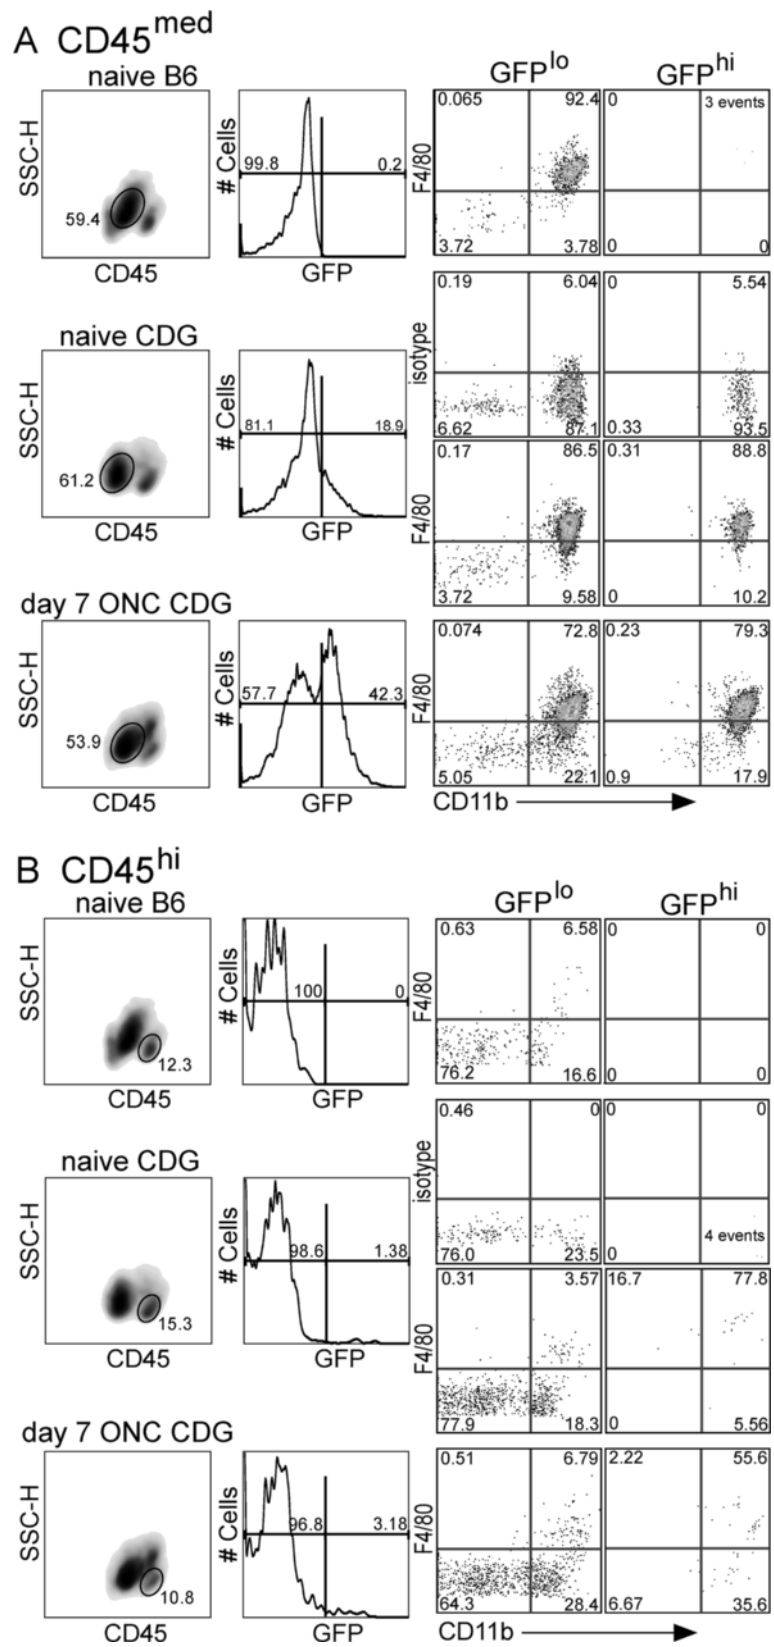 A CD45med
naive B6
GFPlo
GFPhi
SSC-H
59.4
CD45
# Cells
99.8
0.2
GFP
F4/80
0.065
92.4
3.72
3.78
0
3 events
0
0
naive CDG
SSC-H
61.2
CD45
# Cells
81.1
18.9
GFP
isotype
0.19
6.04
6.62
87.1
0
5.54
0.33
93.5
F4/80
0.17
86.5
3.72
9.58
0.31
88.8
0
10.2
day 7 ONC CDG
SSC-H
53.9
CD45
# Cells
57.7
42.3
GFP
F4/80
0.074
72.8
5.05
22.1
0.23
79.3
0.9
17.9
CD11b
B CD45hi
naive B6
GFPlo
GFPhi
SSC-H
12.3
CD45
# Cells
100
0
GFP
F4/80
0.63
6.58
76.2
16.6
0
0
0
0
naive CDG
SSC-H
15.3
CD45
# Cells
98.6
1.38
GFP
isotype
0.46
0
76.0
23.5
0
0
0
4 events
F4/80
0.31
3.57
77.9
18.3
16.7
77.8
0
5.56
day 7 ONC CDG
SSC-H
10.8
CD45
# Cells
96.8
3.18
GFP
F4/80
0.51
6.79
64.3
28.4
2.22
55.6
6.67
35.6
CD11b